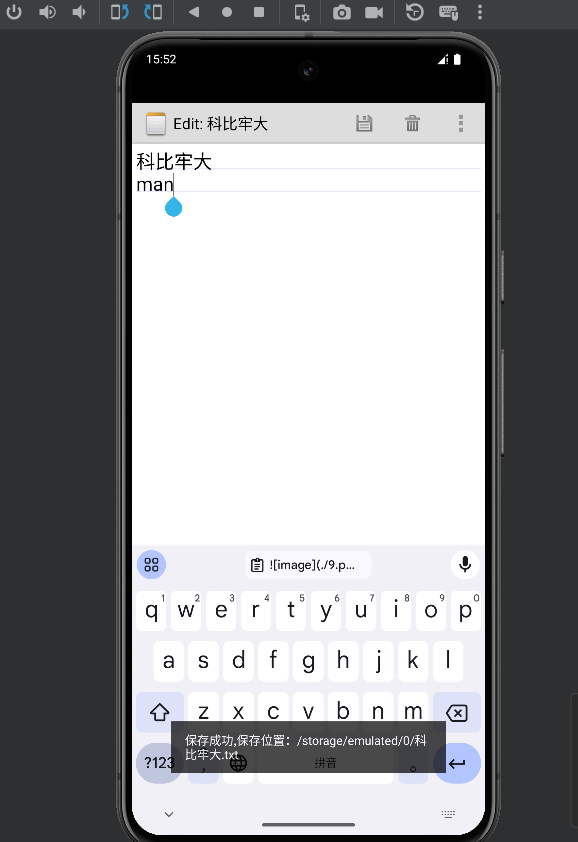 15:52
Edit: 科比牢大
科比牢大
man
![image](./9.p...
q1 w2 e3 r4 t5 y6 u7 i8 o9 p0
a s d f g h j k l
z x c v b n m
保存成功,保存位置：/storage/emulated/0/科
比牢大.txt
?123 , 拼音 。